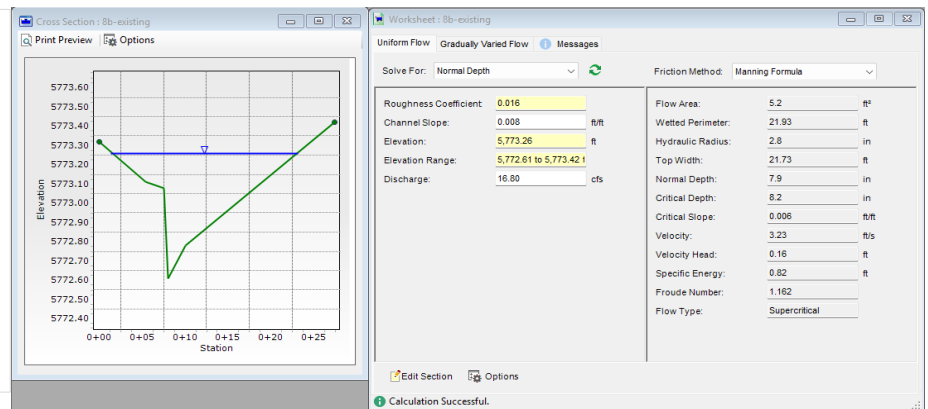 Cross Section : 8b-existing
Print Preview Options
5773.60
5773.50
5773.40
5773.30
5773.20
5773.10
5773.00
5772.90
5772.80
5772.70
5772.60
5772.50
5772.40
Elevation
0+00 0+05 0+10 0+15 0+20 0+25
Station
Worksheet : 8b-existing
Uniform Flow Gradually Varied Flow Messages
Solve For: Normal Depth Friction Method: Manning Formula
Roughness Coefficient: 0.016
Channel Slope: 0.008 ft/ft
Elevation: 5,773.26 ft
Elevation Range: 5,772.61 to 5,773.42 f
Discharge: 16.80 cfs
Flow Area: 5.2 ft²
Wetted Perimeter: 21.93 ft
Hydraulic Radius: 2.8 in
Top Width: 21.73 ft
Normal Depth: 7.9 in
Critical Depth: 8.2 in
Critical Slope: 0.006 ft/ft
Velocity: 3.23 ft/s
Velocity Head: 0.16 ft
Specific Energy: 0.82 ft
Froude Number: 1.162
Flow Type: Supercritical
Edit Section Options
Calculation Successful.